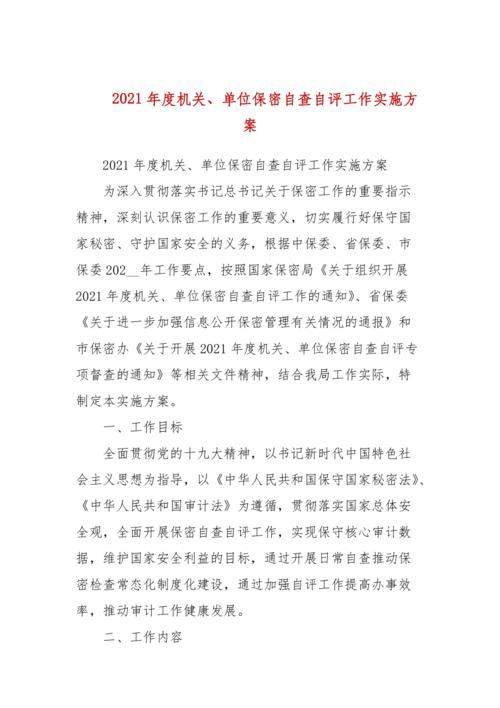 2021 年度机关、单位保密自查自评工作实施方
案
2021 年度机关、单位保密自查自评工作实施方案
为深入贯彻落实书记总书记关于保密工作的重要指示
精神，深刻认识保密工作的重要意义，切实履行好保守国
家秘密、守护国家安全的义务，根据中保委、省保委、市
保委 202__年工作要点，按照国家保密局《关于组织开展
2021 年度机关、单位保密自查自评工作的通知》、省保委
《关于进一步加强信息公开保密管理有关情况的通报》和
市保密办《关于开展 2021 年度机关、单位保密自查自评专
项督查的通知》等相关文件精神，结合我局工作实际，特
制定本实施方案。
一、工作目标
全面贯彻党的十九大精神，以书记新时代中国特色社
会主义思想为指导，以《中华人民共和国保守国家秘密法》、
《中华人民共和国审计法》为遵循，贯彻落实国家总体安
全观，全面开展保密自查自评工作，实现保守核心审计数
据，维护国家安全利益的目标，通过开展日常自查推动保
密检查常态化制度化建设，通过加强自评工作提高办事效
率，推动审计工作健康发展。
二、工作内容